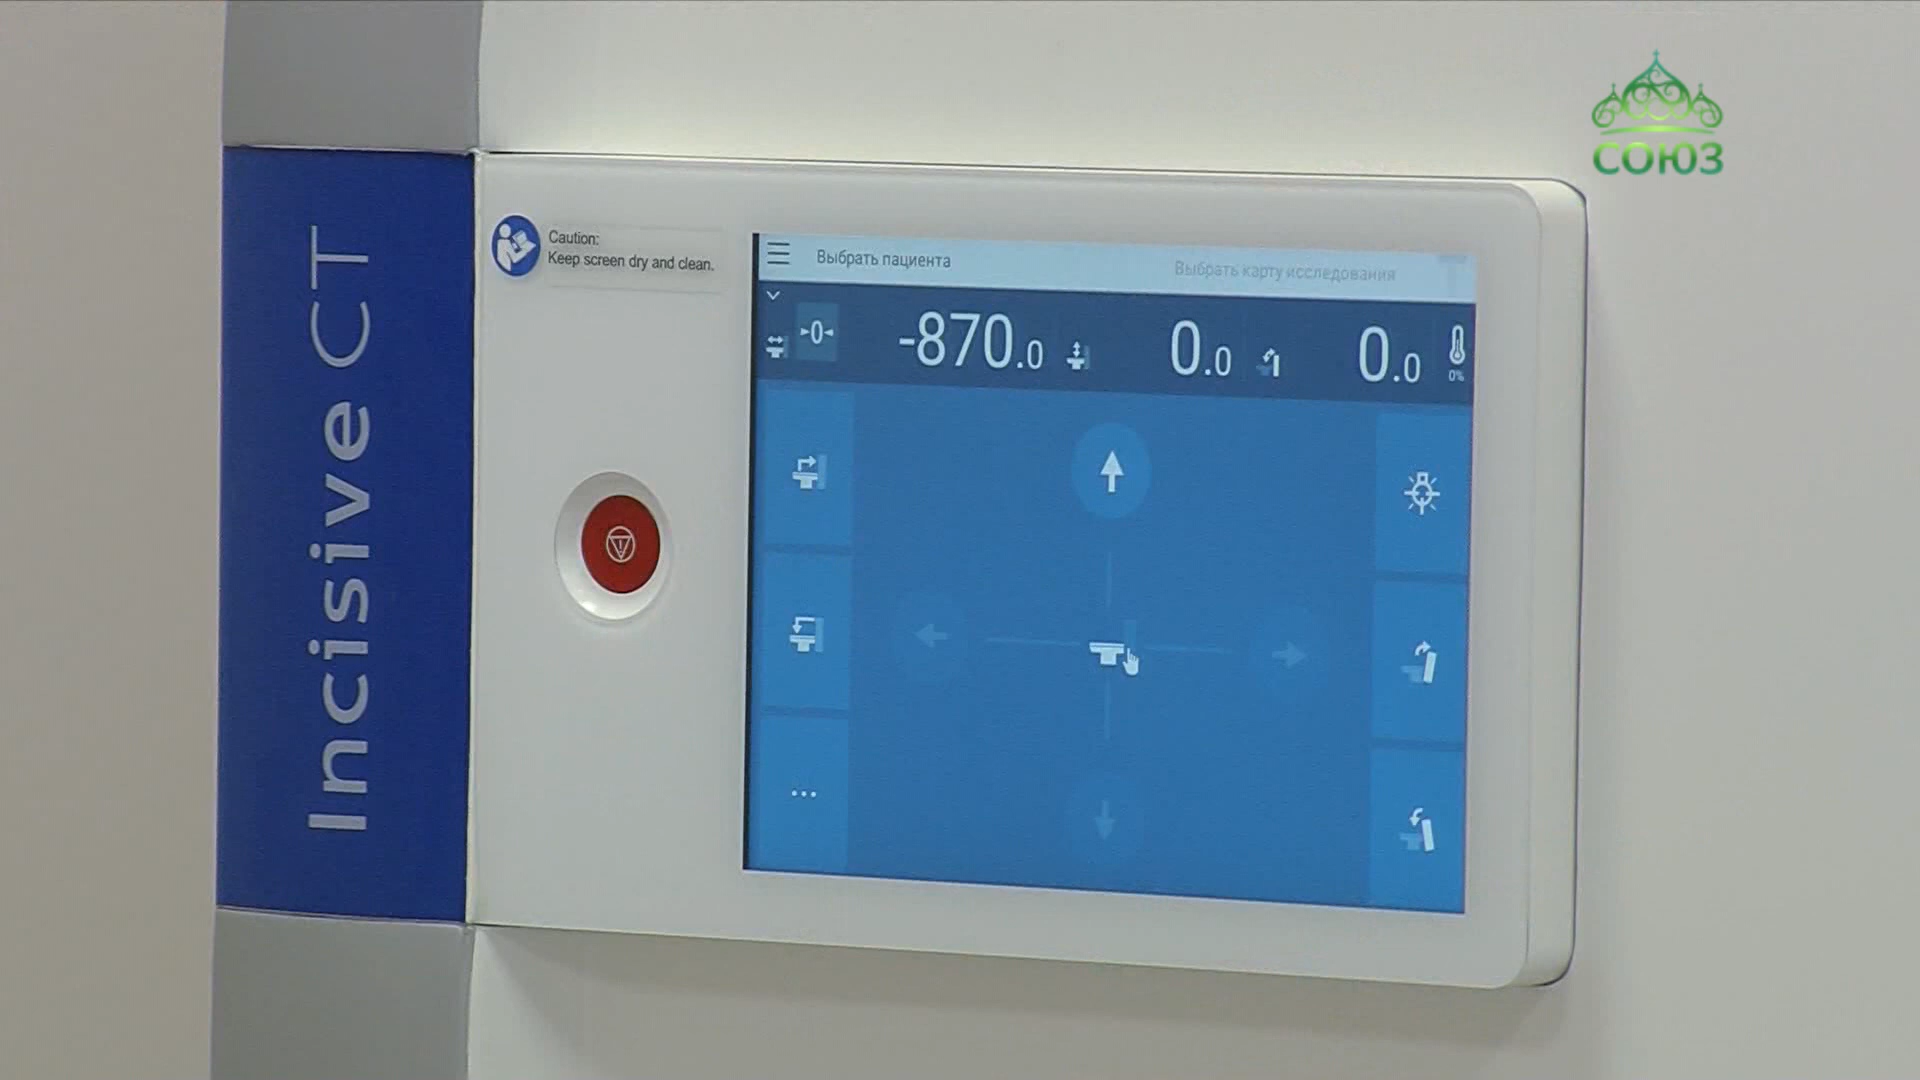 СОЮЗ
Incisive CT
Caution:
Keep screen dry and clean.
Выбрать пациента
Выбрать карту исследования
▸0◂
-870.0
0.0
0.0
0%